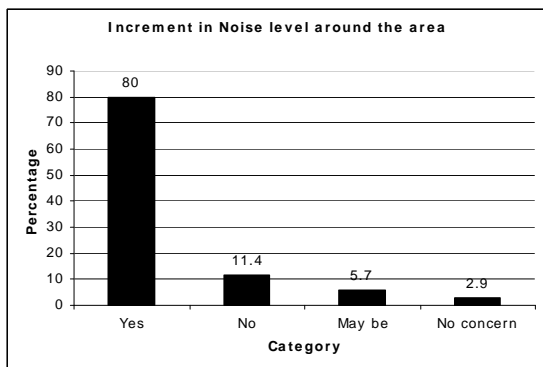 Increment in Noise level around the area
Percentage
90
80
70
60
50
40
30
20
10
0
80
11.4
5.7
2.9
Yes
No
May be
No concern
Category